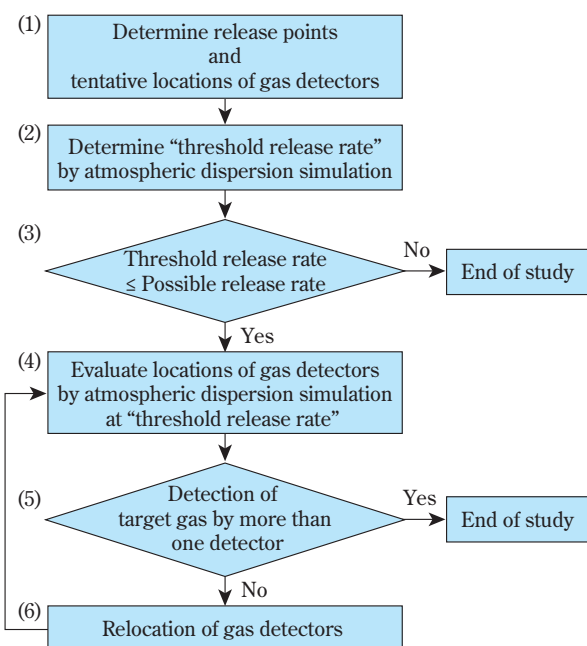 (1)
Determine release points
and
tentative locations of gas detectors
(2)
Determine “threshold release rate”
by atmospheric dispersion simulation
(3)
Threshold release rate
≤ Possible release rate
No
End of study
Yes
(4)
Evaluate locations of gas detectors
by atmospheric dispersion simulation
at “threshold release rate”
(5)
Detection of
target gas by more than
one detector
Yes
End of study
No
(6)
Relocation of gas detectors